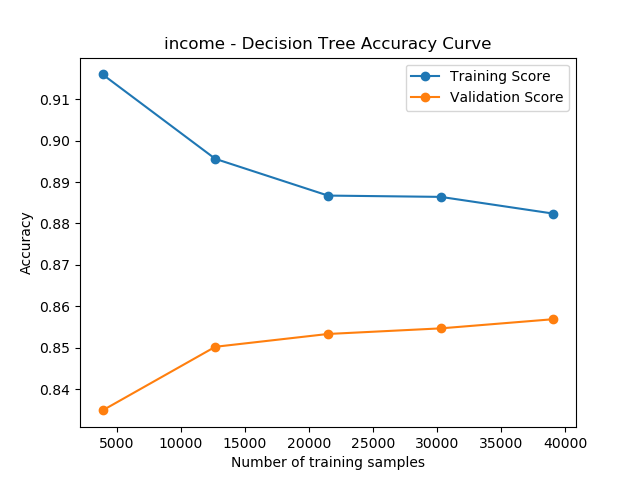 income - Decision Tree Accuracy Curve
Training Score
Validation Score
0.91
0.90
0.89
0.88
0.87
0.86
0.85
0.84
Accuracy
5000 10000 15000 20000 25000 30000 35000 40000
Number of training samples